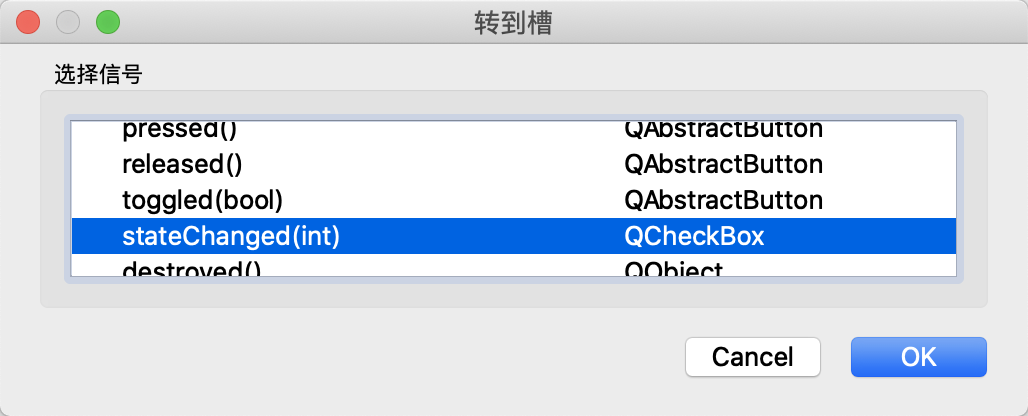 转到槽
选择信号
pressed() QAbstractButton
released() QAbstractButton
toggled(bool) QAbstractButton
stateChanged(int) QCheckBox
destroyed() QObject
Cancel OK